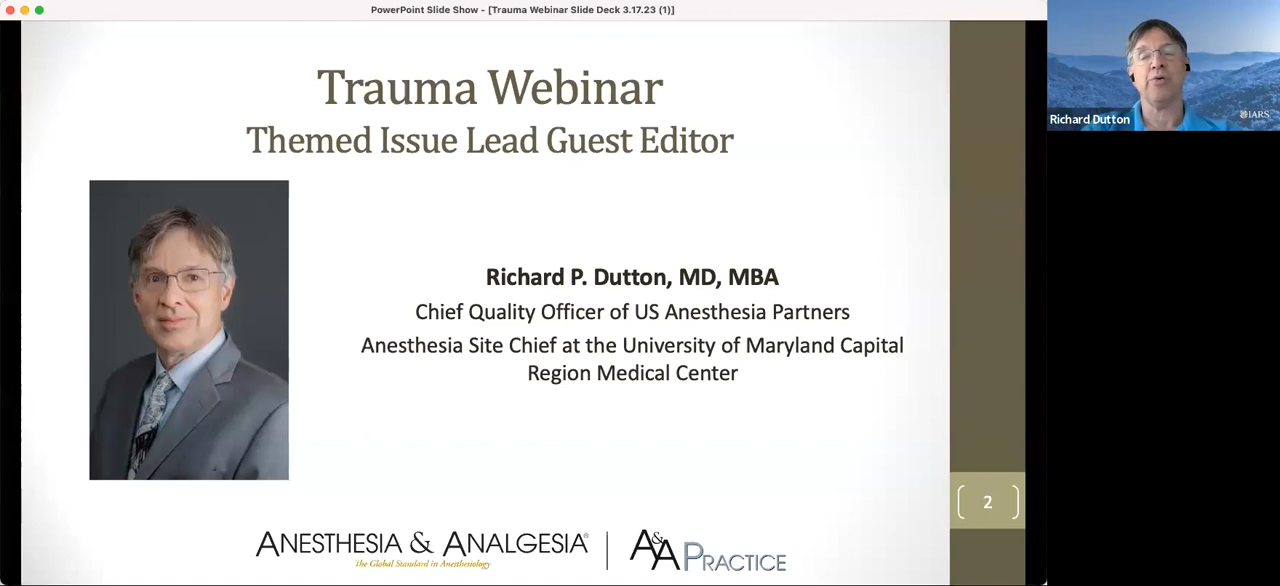 PowerPoint Slide Show - [Trauma Webinar Slide Deck 3.17.23 (1)]
Trauma Webinar
Themed Issue Lead Guest Editor
Richard P. Dutton, MD, MBA
Chief Quality Officer of US Anesthesia Partners
Anesthesia Site Chief at the University of Maryland Capital
Region Medical Center
2
ANESTHESIA & ANALGESIA®
The Global Standard in Anesthesiology
A&A PRACTICE
Richard Dutton
IARS